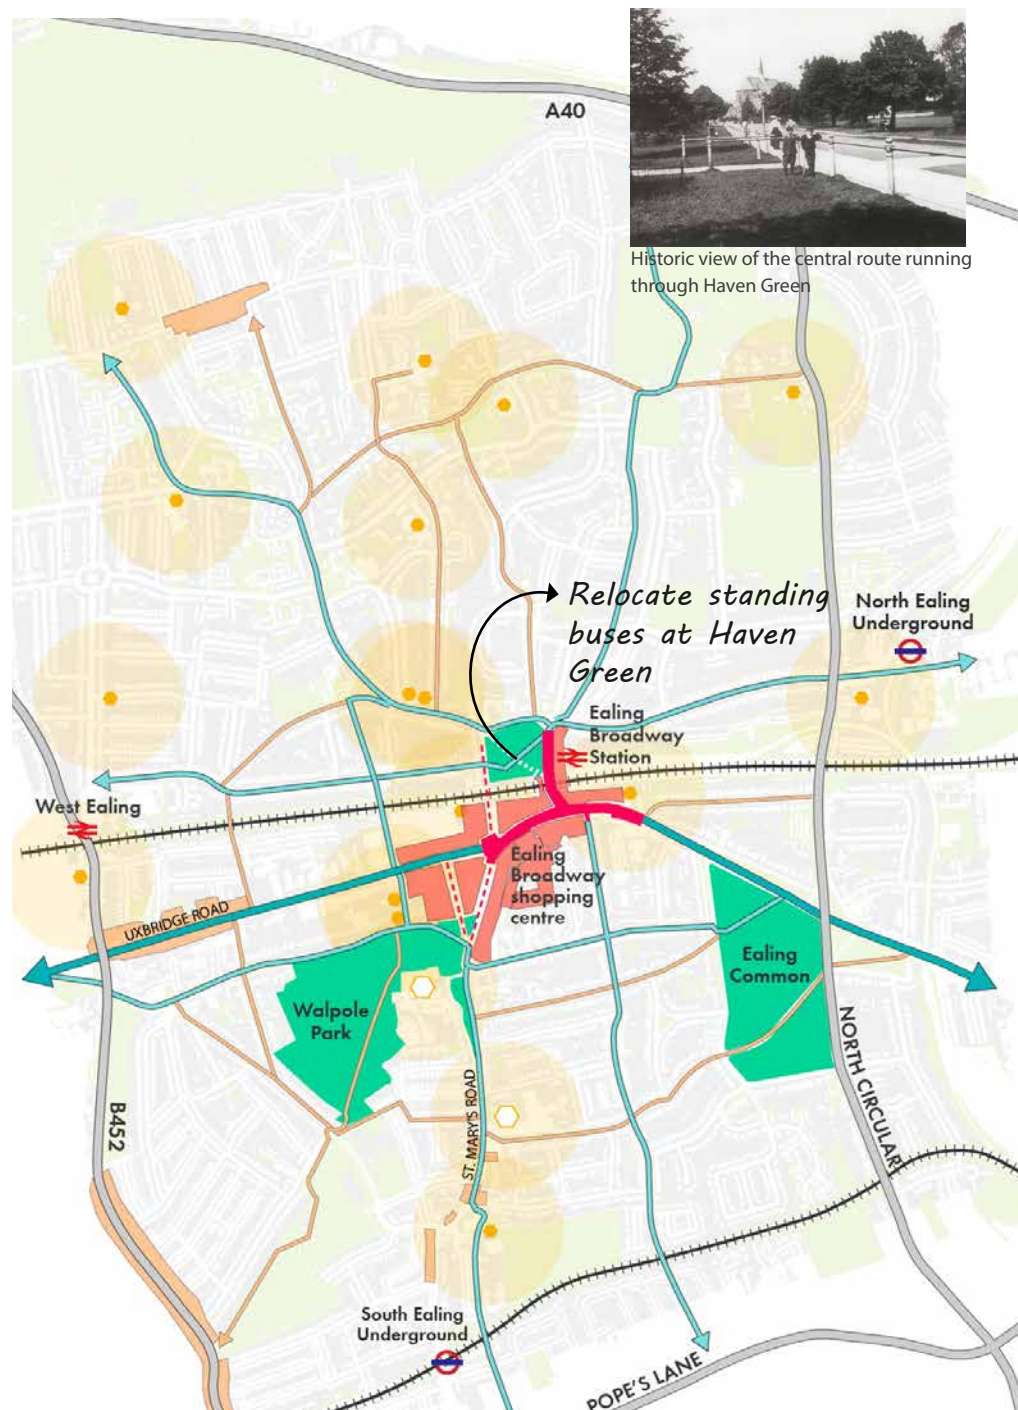 A40
Historic view of the central route running
through Haven Green
Relocate standing
buses at Haven
Green
North Ealing
Underground
Ealing
Broadway
Station
West Ealing
Ealing
Broadway
shopping
centre
UXBRIDGE ROAD
Ealing
Common
Walpole
Park
NORTH CIRCULAR
B452
ST. MARY'S ROAD
South Ealing
Underground
POPE'S LANE